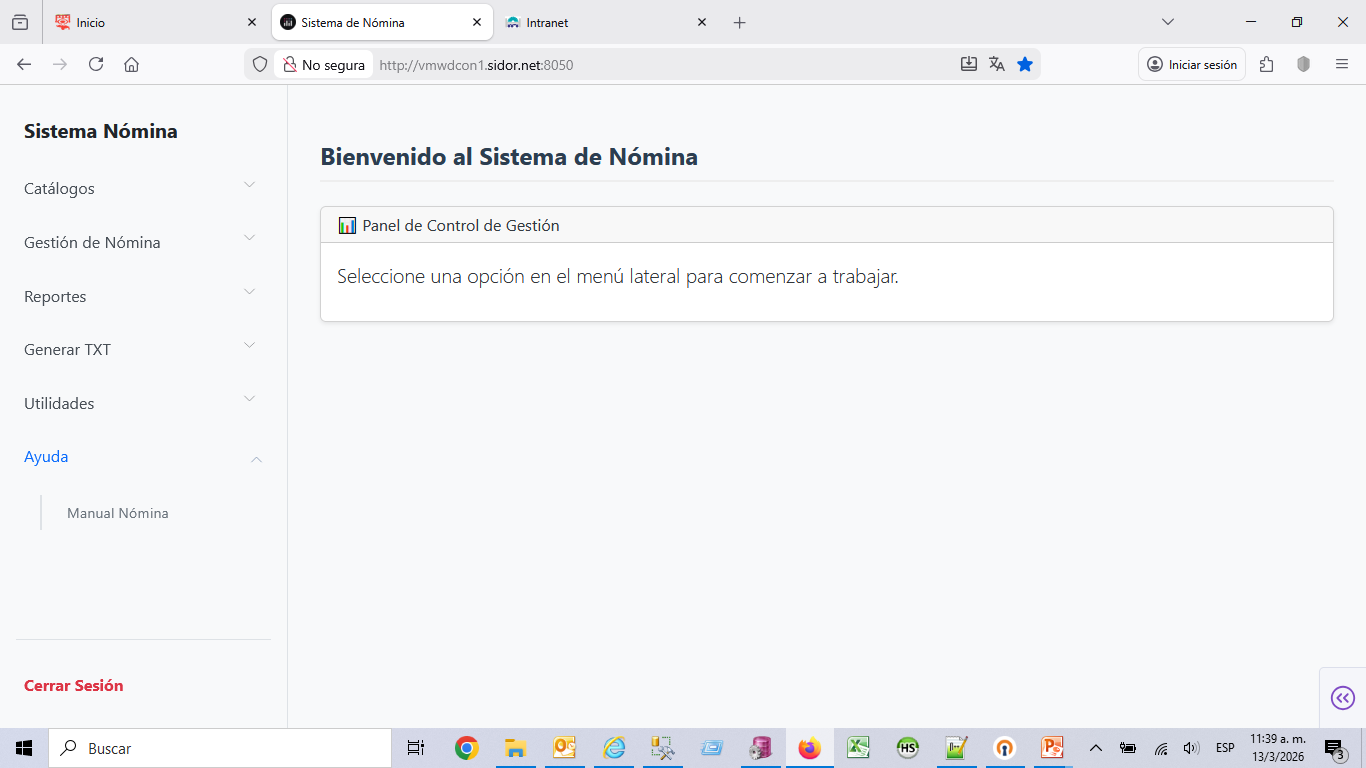 Inicio
Sistema de Nómina
Intranet
No segura
http://vmwdcon1.sidor.net:8050
Iniciar sesión
Sistema Nómina
Catálogos
Gestión de Nómina
Reportes
Generar TXT
Utilidades
Ayuda
Manual Nómina
Cerrar Sesión
Bienvenido al Sistema de Nómina
Panel de Control de Gestión
Seleccione una opción en el menú lateral para comenzar a trabajar.
Buscar
HS
ESP
11:39 a. m.
13/3/2026
3